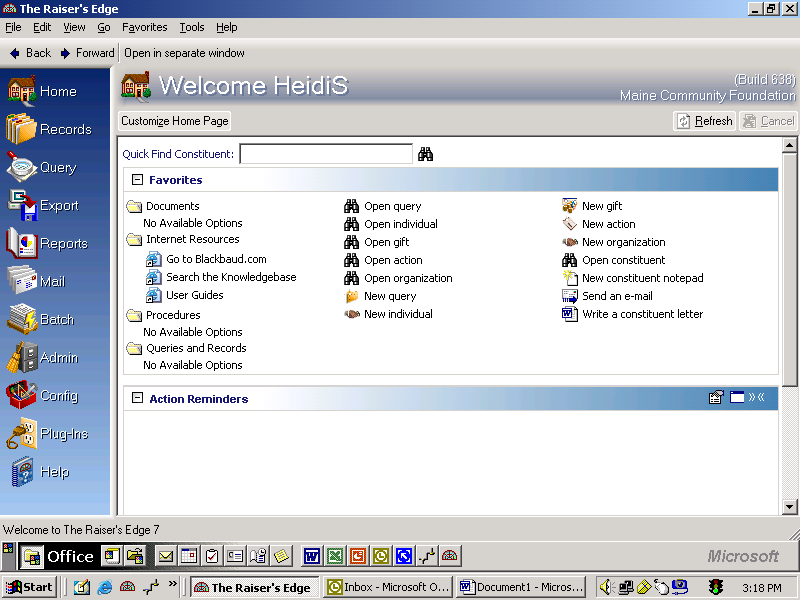 The Raiser's Edge
File Edit View Go Favorites Tools Help
Back Forward Open in separate window
Home
Records
Query
Export
Reports
Mail
Batch
Admin
Config
Plug-Ins
Help
Welcome HeidiS
(Build 638)
Maine Community Foundation
Customize Home Page
Refresh Cancel
Quick Find Constituent:
Favorites
Documents
No Available Options
Internet Resources
Go to Blackbaud.com
Search the Knowledgebase
User Guides
Procedures
No Available Options
Queries and Records
No Available Options
Open query
Open individual
Open gift
Open action
Open organization
New query
New individual
New gift
New action
New organization
Open constituent
New constituent notepad
Send an e-mail
Write a constituent letter
Action Reminders
Welcome to The Raiser's Edge 7
Office
Microsoft
Start The Raiser's Edge Inbox - Microsoft O... Document1 - Micros... 3:18 PM